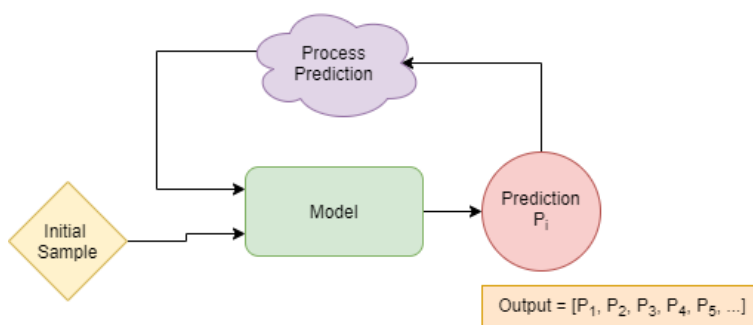 Process
Prediction
Initial
Sample
Model
Prediction
Pᵢ
Output = [P₁, P₂, P₃, P₄, P₅, ...]